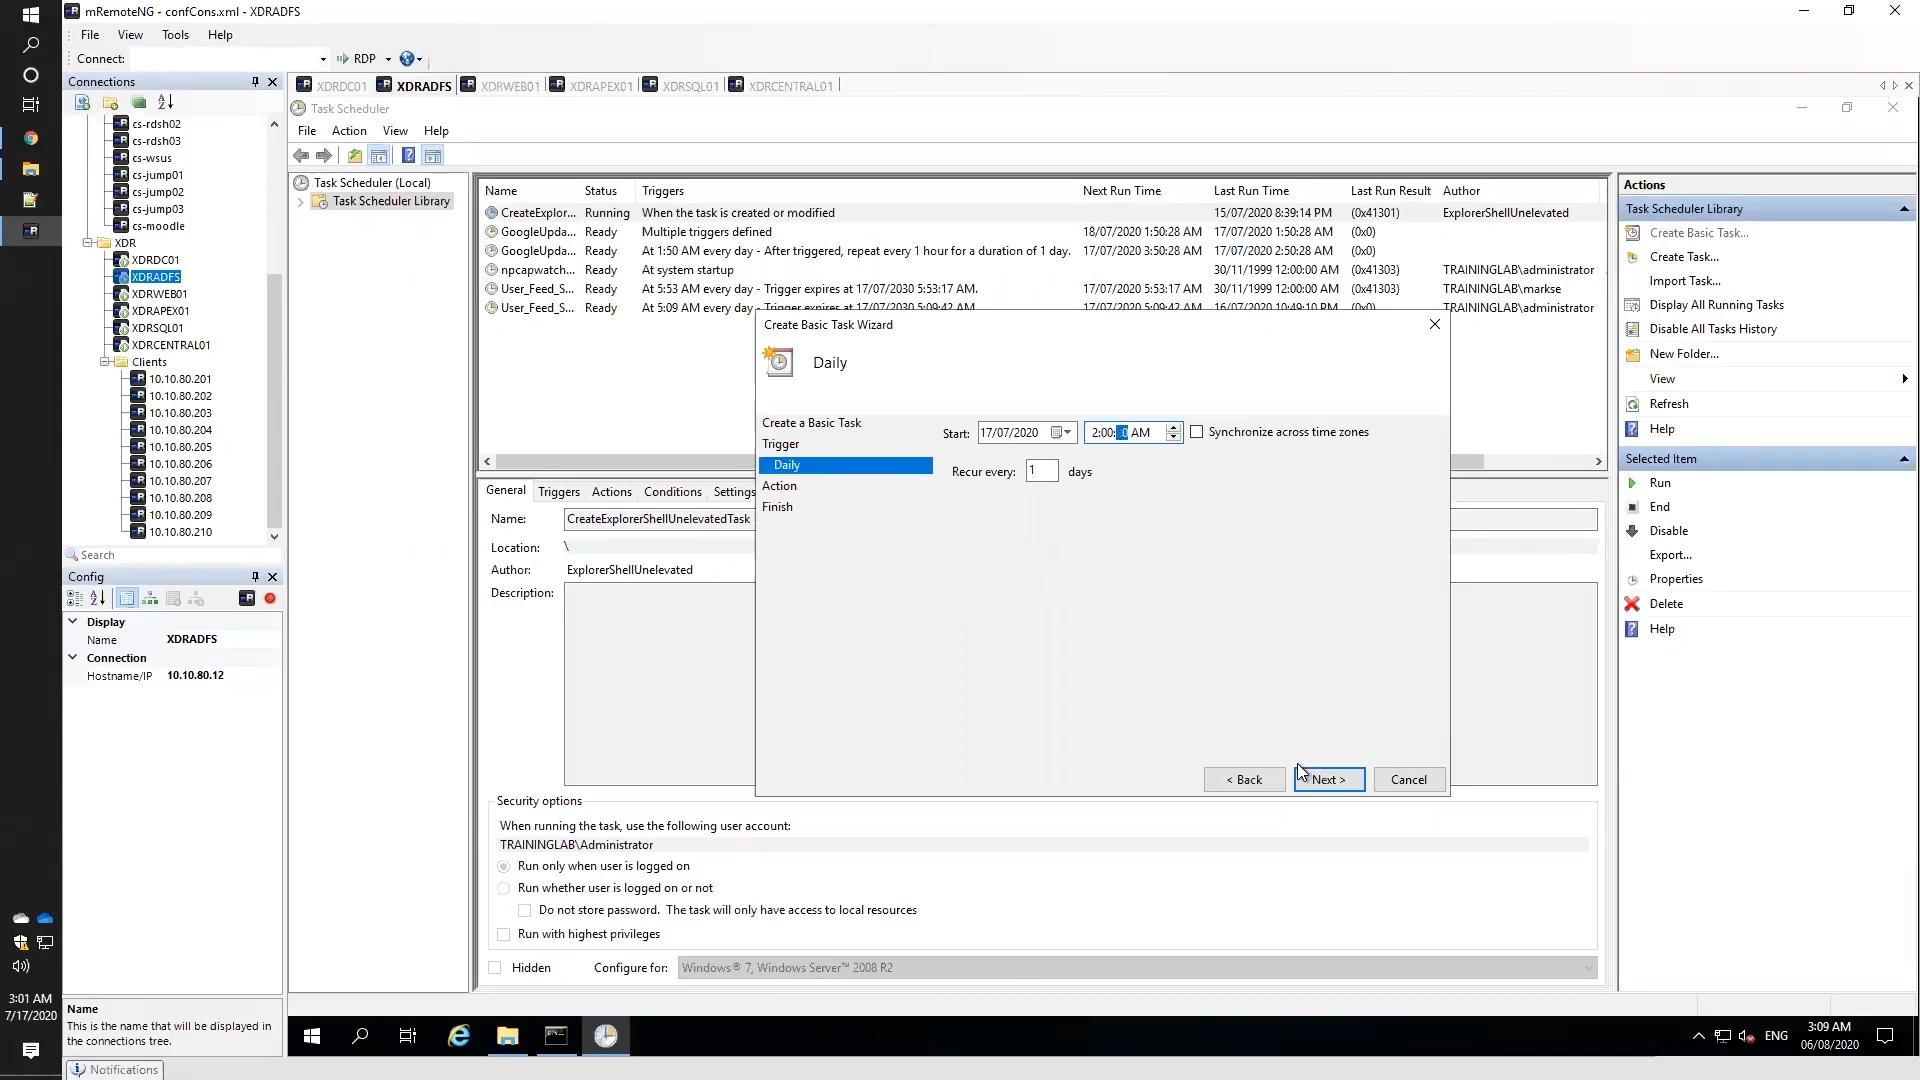 mRemoteNG - confCons.xml - XDRADFS
File View Tools Help
Connect: RDP
Connections
cs-rdsh02
cs-rdsh03
cs-wsus
cs-jump01
cs-jump02
cs-jump03
cs-moodle
XDR
XDRDC01
XDRADFS
XDRWEB01
XDRAPEX01
XDRSQL01
XDRCENTRAL01
Clients
10.10.80.201
10.10.80.202
10.10.80.203
10.10.80.204
10.10.80.205
10.10.80.206
10.10.80.207
10.10.80.208
10.10.80.209
10.10.80.210
Search
Config
Display
Name XDRADFS
Connection
Hostname/IP 10.10.80.12
Name
This is the name that will be displayed in
the connections tree.
Notifications
3:01 AM
7/17/2020
XDRDC01 XDRADFS XDRWEB01 XDRAPEX01 XDRSQL01 XDRCENTRAL01
Task Scheduler
File Action View Help
Task Scheduler (Local)
Task Scheduler Library
Name Status Triggers Next Run Time Last Run Time Last Run Result Author
CreateExplor... Running When the task is created or modified 15/07/2020 8:39:14 PM (0x41301) ExplorerShellUnelevated
GoogleUpda... Ready Multiple triggers defined 18/07/2020 1:50:28 AM 17/07/2020 1:50:28 AM (0x0)
GoogleUpda... Ready At 1:50 AM every day - After triggered, repeat every 1 hour for a duration of 1 day. 17/07/2020 3:50:28 AM 17/07/2020 2:50:28 AM (0x0)
npcapwatch... Ready At system startup 30/11/1999 12:00:00 AM (0x41303) TRAININGLAB\administrator
User_Feed_S... Ready At 5:53 AM every day - Trigger expires at 17/07/2030 5:53:17 AM. 17/07/2020 5:53:17 AM 30/11/1999 12:00:00 AM (0x41303) TRAININGLAB\markse
User_Feed_S... Ready At 5:09 AM every day - Trigger expires at 17/07/2030 5:09:42 AM. 17/07/2020 5:09:42 AM 16/07/2020 10:49:10 PM (0x0) TRAININGLAB\administrator
Create Basic Task Wizard
Daily
Create a Basic Task
Trigger
Daily
Action
Finish
Start: 17/07/2020 2:00: 0 AM Synchronize across time zones
Recur every: 1 days
< Back Next > Cancel
General Triggers Actions Conditions Settings
Name: CreateExplorerShellUnelevatedTask
Location: \
Author: ExplorerShellUnelevated
Description:
Security options
When running the task, use the following user account:
TRAININGLAB\Administrator
Run only when user is logged on
Run whether user is logged on or not
Do not store password. The task will only have access to local resources
Run with highest privileges
Hidden Configure for: Windows® 7, Windows Server™ 2008 R2
Actions
Task Scheduler Library
Create Basic Task...
Create Task...
Import Task...
Display All Running Tasks
Disable All Tasks History
New Folder...
View
Refresh
Help
Selected Item
Run
End
Disable
Export...
Properties
Delete
Help
ENG
3:09 AM
06/08/2020